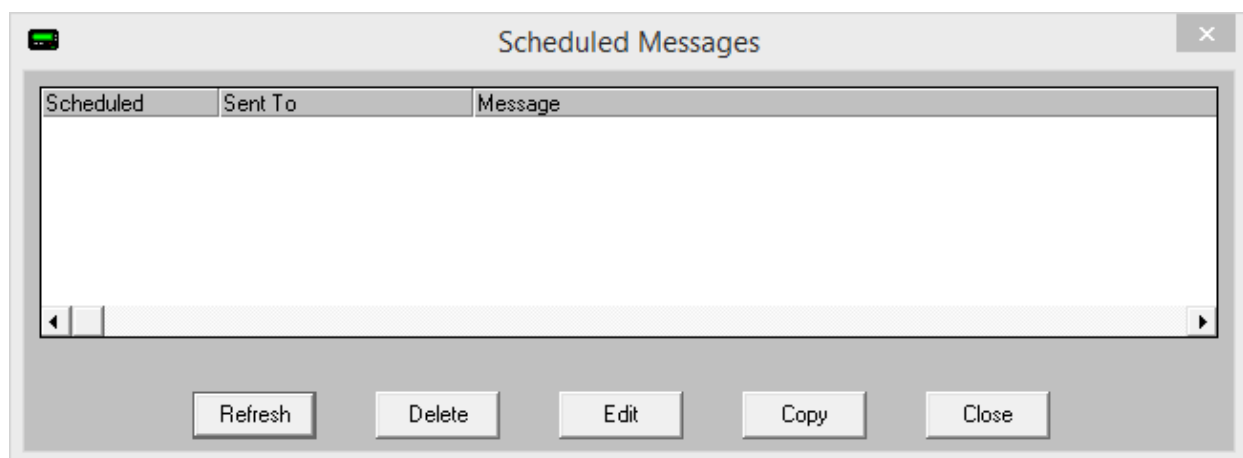 Scheduled Messages
Scheduled Sent To Message
Refresh Delete Edit Copy Close